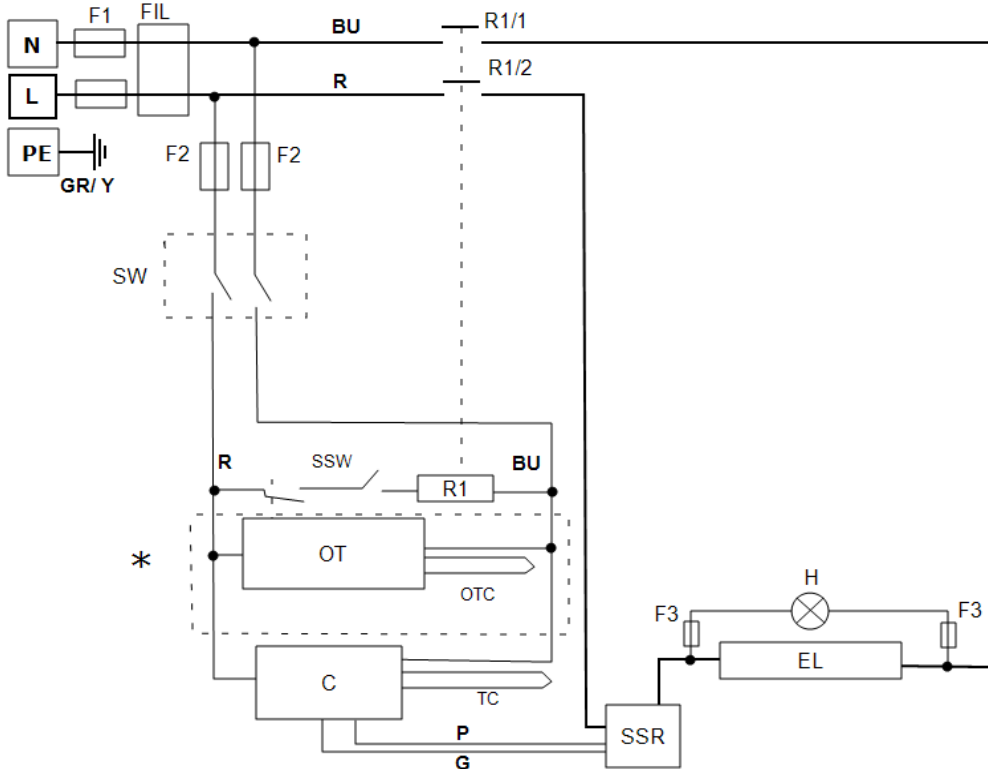 F1 FIL
N BU R1/1
L R R1/2
PE
GR/ Y
F2 F2
SW
R SSW BU
R1
* OT
OTC
H
F3 F3
EL
C
TC
P
G SSR